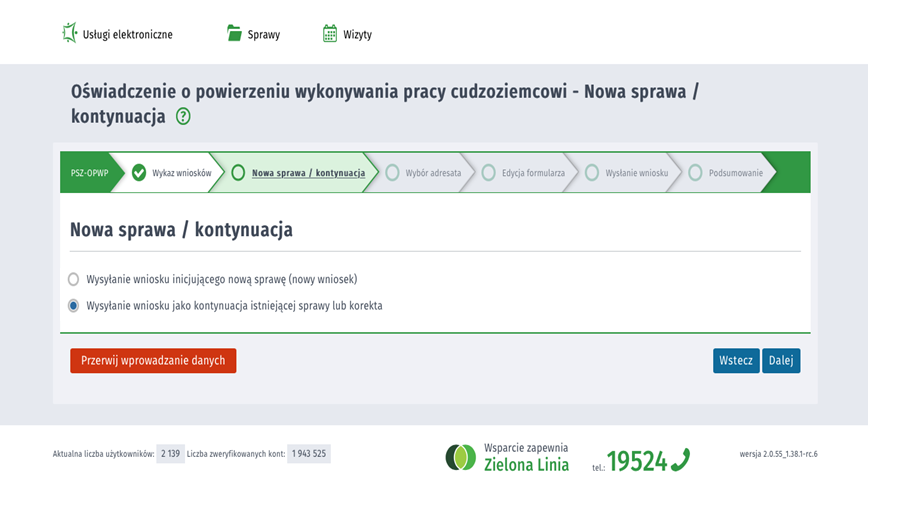 Usługi elektroniczne Sprawy Wizyty
Oświadczenie o powierzeniu wykonywania pracy cudzoziemcowi - Nowa sprawa /
kontynuacja ?
PSZ-OPWP Wykaz wniosków Nowa sprawa / kontynuacja Wybór adresata Edycja formularza Wysłanie wniosku Podsumowanie
Nowa sprawa / kontynuacja
Wysyłanie wniosku inicjującego nową sprawę (nowy wniosek)
Wysyłanie wniosku jako kontynuacja istniejącej sprawy lub korekta
Przerwij wprowadzanie danych Wstecz Dalej
Wsparcie zapewnia
Aktualna liczba użytkowników: 2 139 Liczba zweryfikowanych kont: 1 943 525 Zielona Linia tel.: 19524 wersja 2.0.55_1.38.1-rc.6